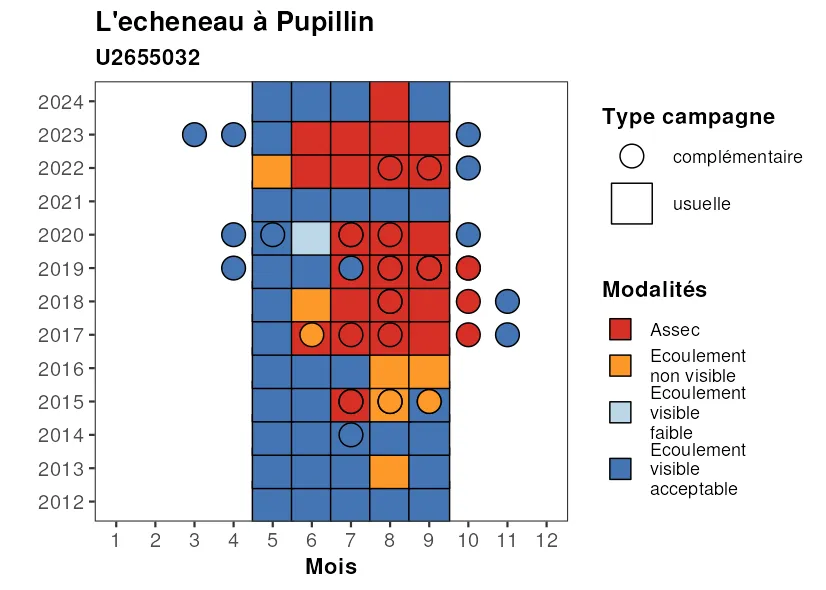 L'echeneau à Pupillin
U2655032
2024
2023
2022
2021
2020
2019
2018
2017
2016
2015
2014
2013
2012
1 2 3 4 5 6 7 8 9 10 11 12
Mois
Type campagne
complémentaire
usuelle
Modalités
Assec
Ecoulement
non visible
Ecoulement
visible
faible
Ecoulement
visible
acceptable